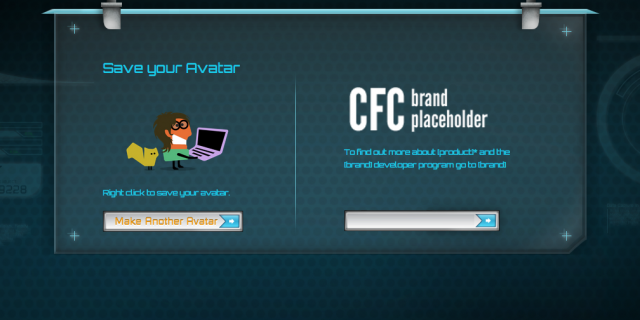 Save your Avatar
CFC brand
placeholder
To find out more about [product]* and the
[brand] developer program go to [brand]
Right click to save your avatar.
Make Another Avatar
3228